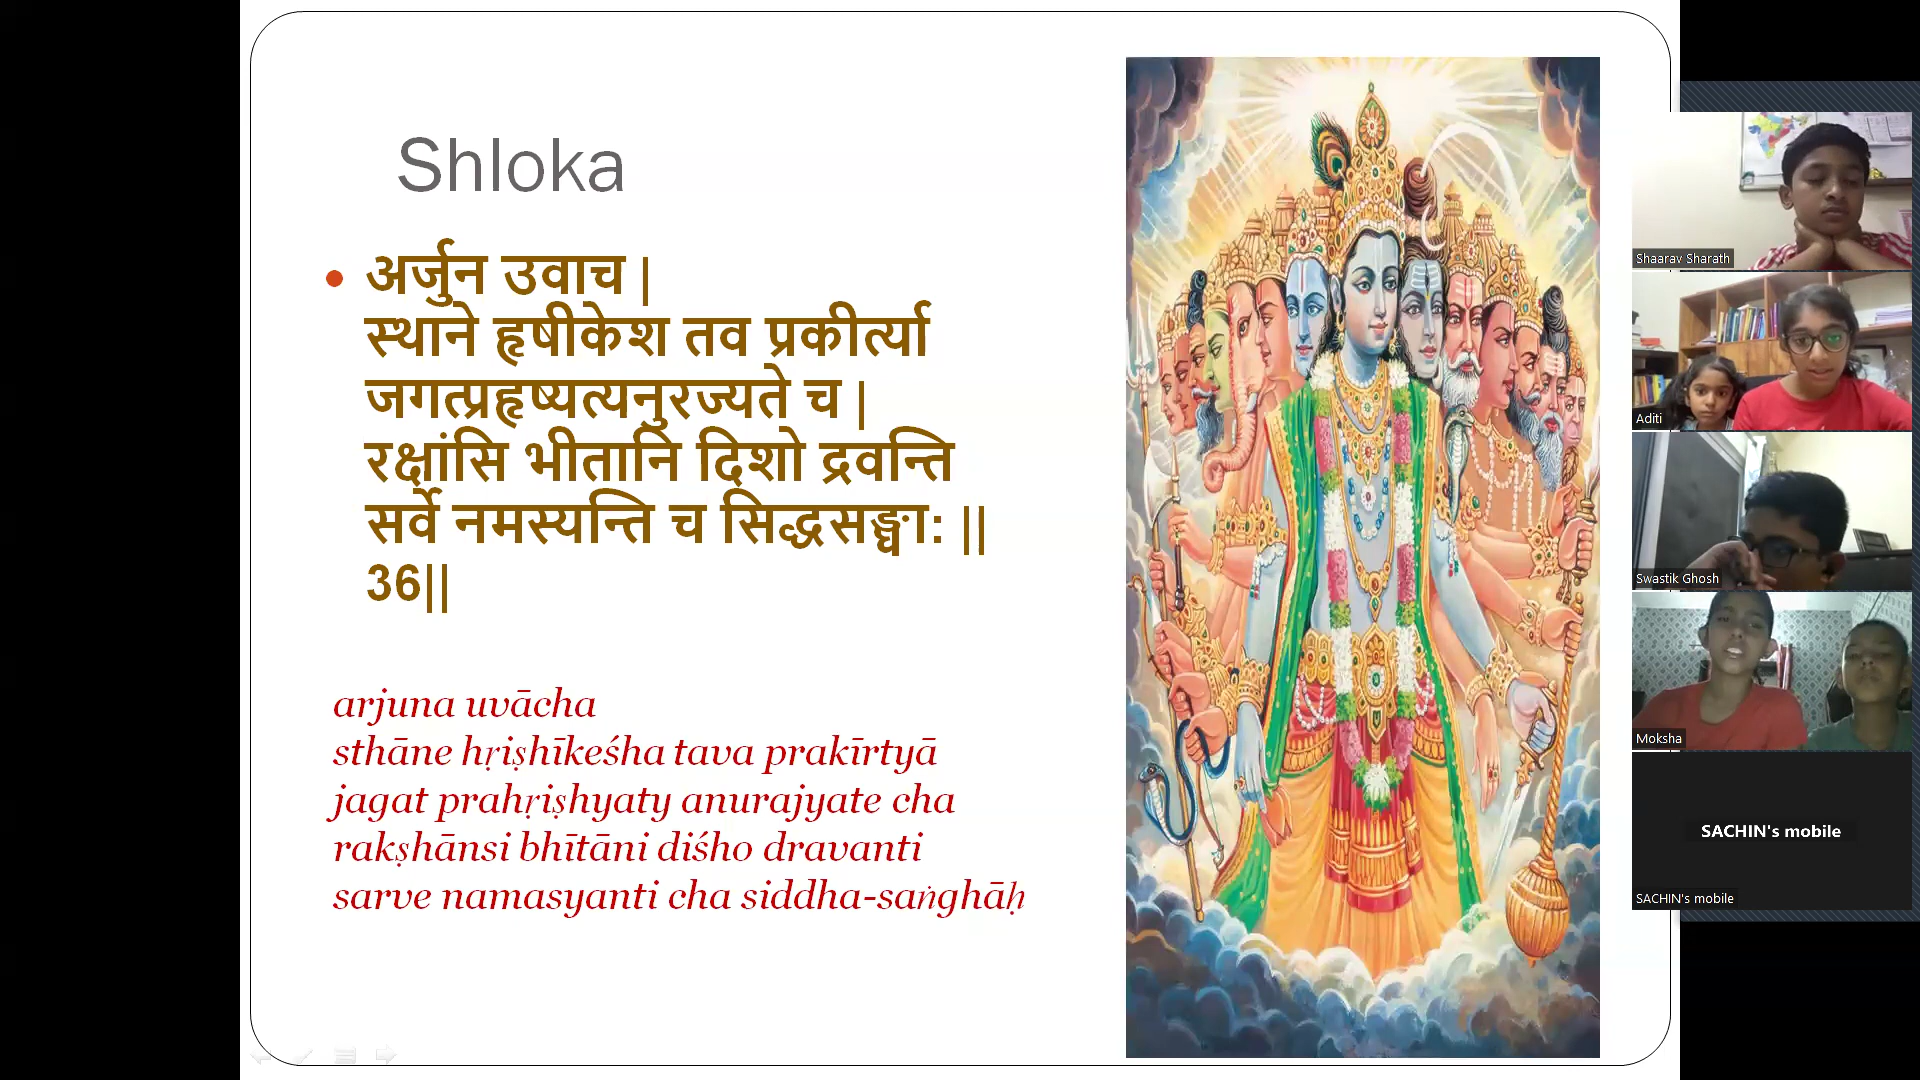 Shloka
• अर्जुन उवाच |
स्थाने हृषीकेश तव प्रकीर्त्या
जगत्प्रहृष्यत्यनुरज्यते च |
रक्षांसि भीतानि दिशो द्रवन्ति
सर्वे नमस्यन्ति च सिद्धसङ्घा: ||
36||
arjuna uvācha
sthāne hṛiṣhīkeśha tava prakīrtyā
jagat prahṛiṣhyaty anurajyate cha
rakṣhānsi bhītāni diśho dravanti
sarve namasyanti cha siddha-saṅghāḥ
Shaarav Sharath
Aditi
Swastik Ghosh
Moksha
SACHIN's mobile
SACHIN's mobile